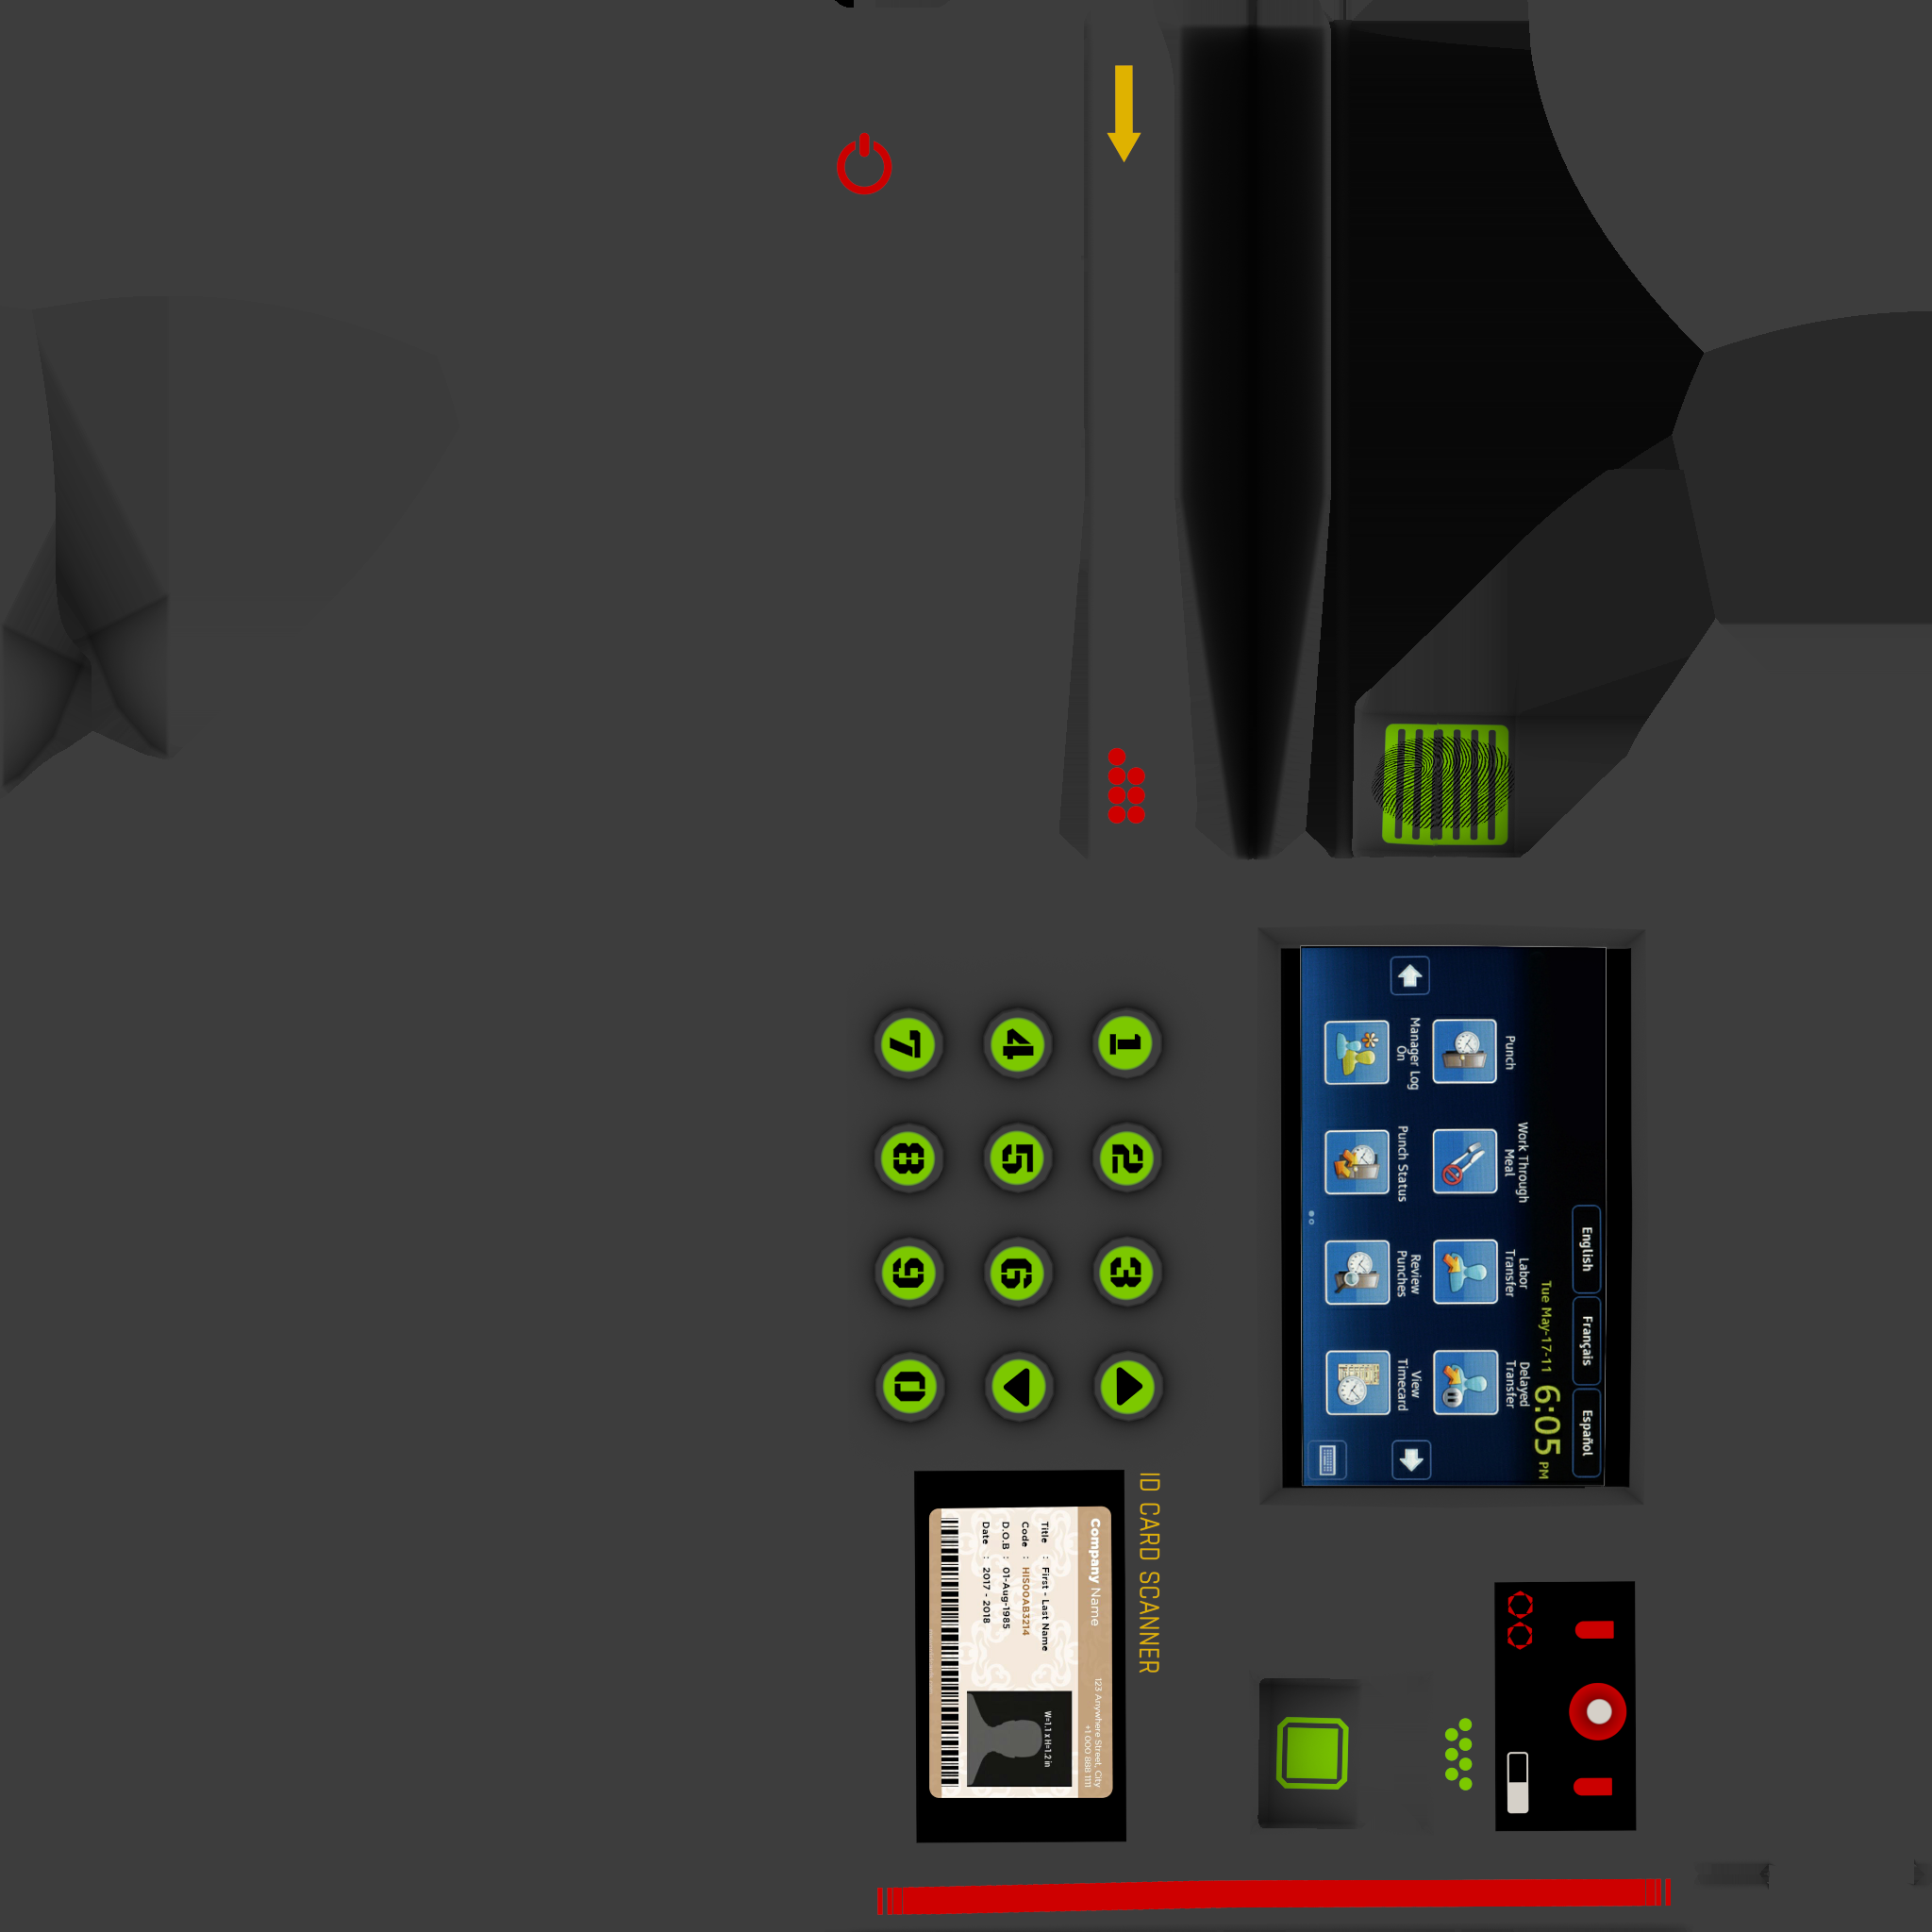 English
Français
Español
Tue May-17-11 6:05 PM
Punch
Work Through
Meal
Labor
Transfer
Delayed
Transfer
Manager Log
On
Punch Status
Review
Punches
View
Timecard
1
2
3
4
5
6
7
8
9
0
ID CARD SCANNER
Company Name
123 Anywhere Street, City
+1 000 888 1111
Title : First - Last Name
Code : HIS00AB3214
D.O.B : 01-Aug-1985
Date : 2017 - 2018
W=1.1 x H=1.2 in